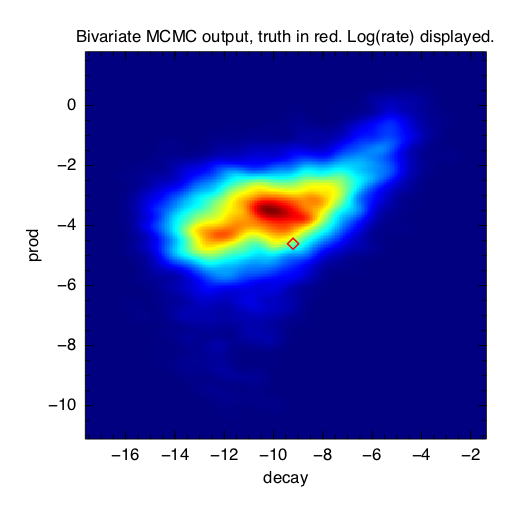 Bivariate MCMC output, truth in red. Log(rate) displayed.
0
−2
−4
prod
−6
−8
−10
−16 −14 −12 −10 −8 −6 −4 −2
decay